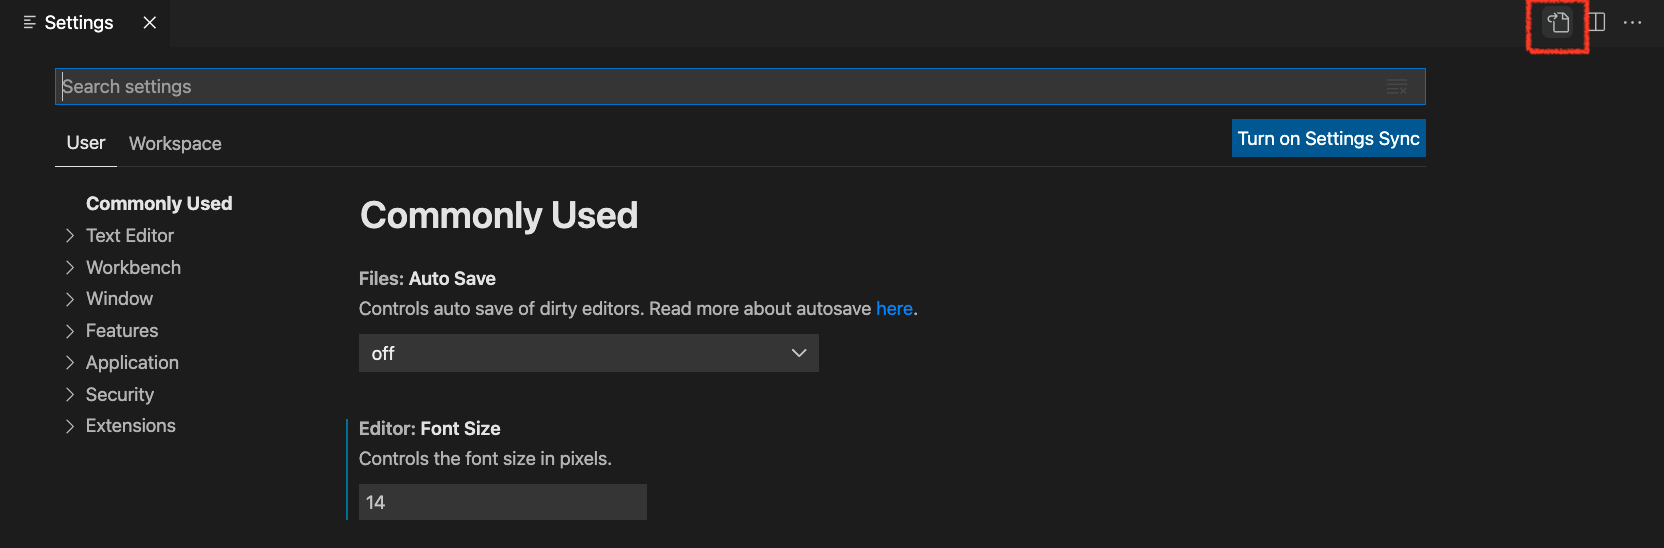 Settings
Search settings
User Workspace
Turn on Settings Sync
Commonly Used
Text Editor
Workbench
Window
Features
Application
Security
Extensions
Commonly Used
Files: Auto Save
Controls auto save of dirty editors. Read more about autosave here.
off
Editor: Font Size
Controls the font size in pixels.
14